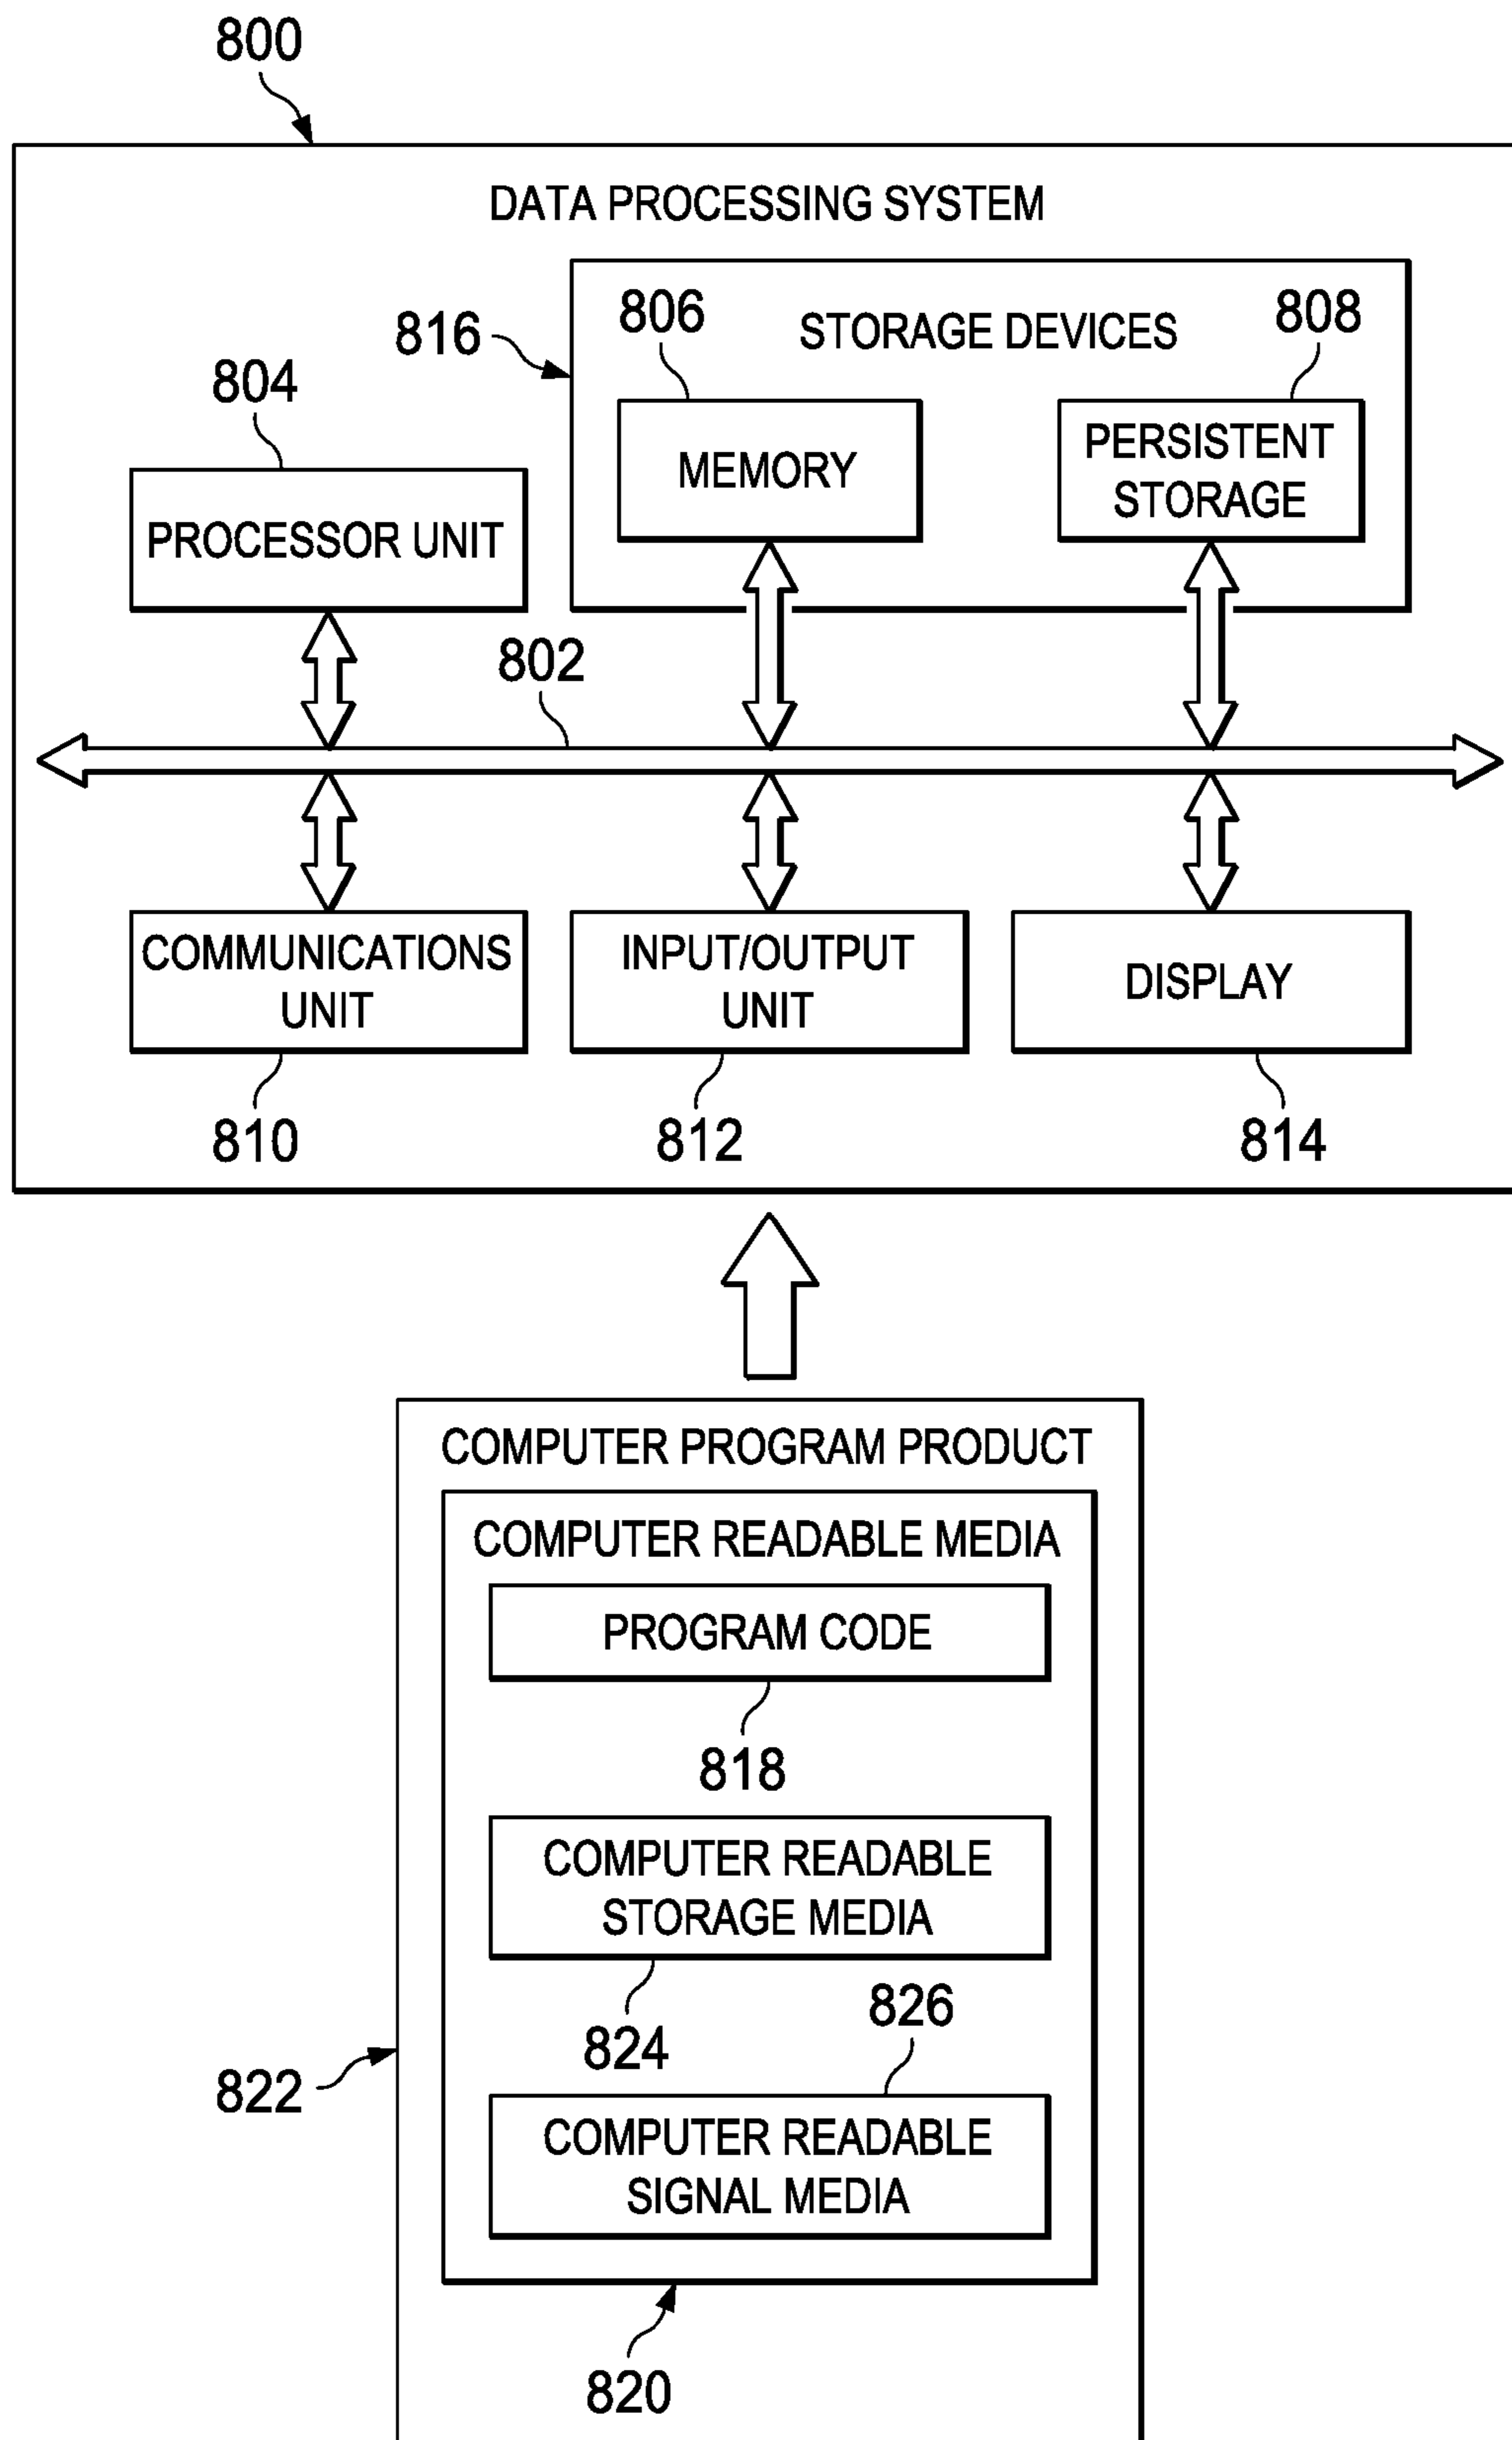 800
DATA PROCESSING SYSTEM
816
806
STORAGE DEVICES
808
804
MEMORY
PERSISTENT
STORAGE
PROCESSOR UNIT
802
COMMUNICATIONS
UNIT
INPUT/OUTPUT
UNIT
DISPLAY
810
812
814
COMPUTER PROGRAM PRODUCT
COMPUTER READABLE MEDIA
PROGRAM CODE
818
COMPUTER READABLE
STORAGE MEDIA
824
826
822
COMPUTER READABLE
SIGNAL MEDIA
820